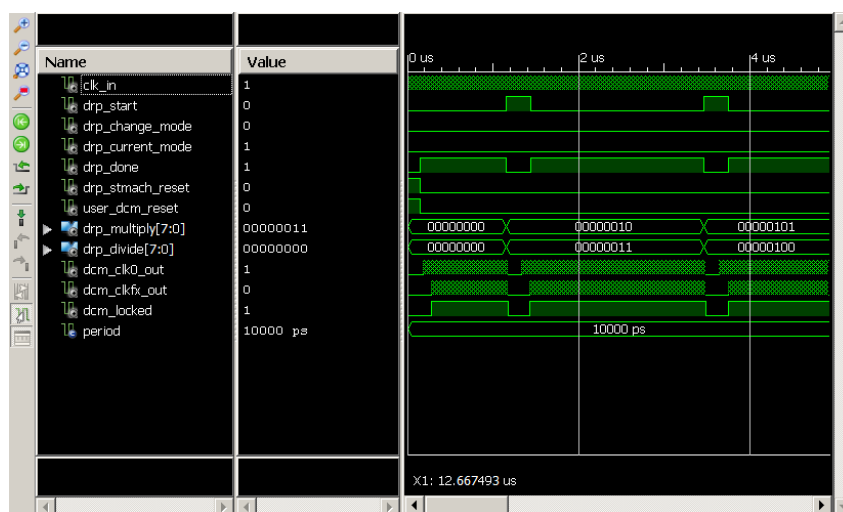 Name Value 0 us 2 us 4 us
clk_in 1
drp_start 0
drp_change_mode 0
drp_current_mode 1
drp_done 1
drp_stmach_reset 0
user_dcm_reset 0
drp_multiply[7:0] 00000011 00000000 00000010 00000101
drp_divide[7:0] 00000000 00000000 00000011 00000100
dcm_clk0_out 1
dcm_clkfx_out 0
dcm_locked 1
period 10000 ps 10000 ps
X1: 12.667493 us